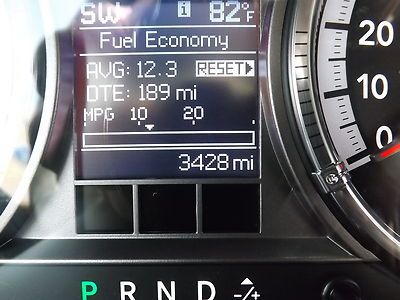 SW i 82°F
Fuel Economy
AVG: 12.3 RESET
DTE: 189 mi
MPG 10 20
3428 mi
20
10
0
P R N D -/+